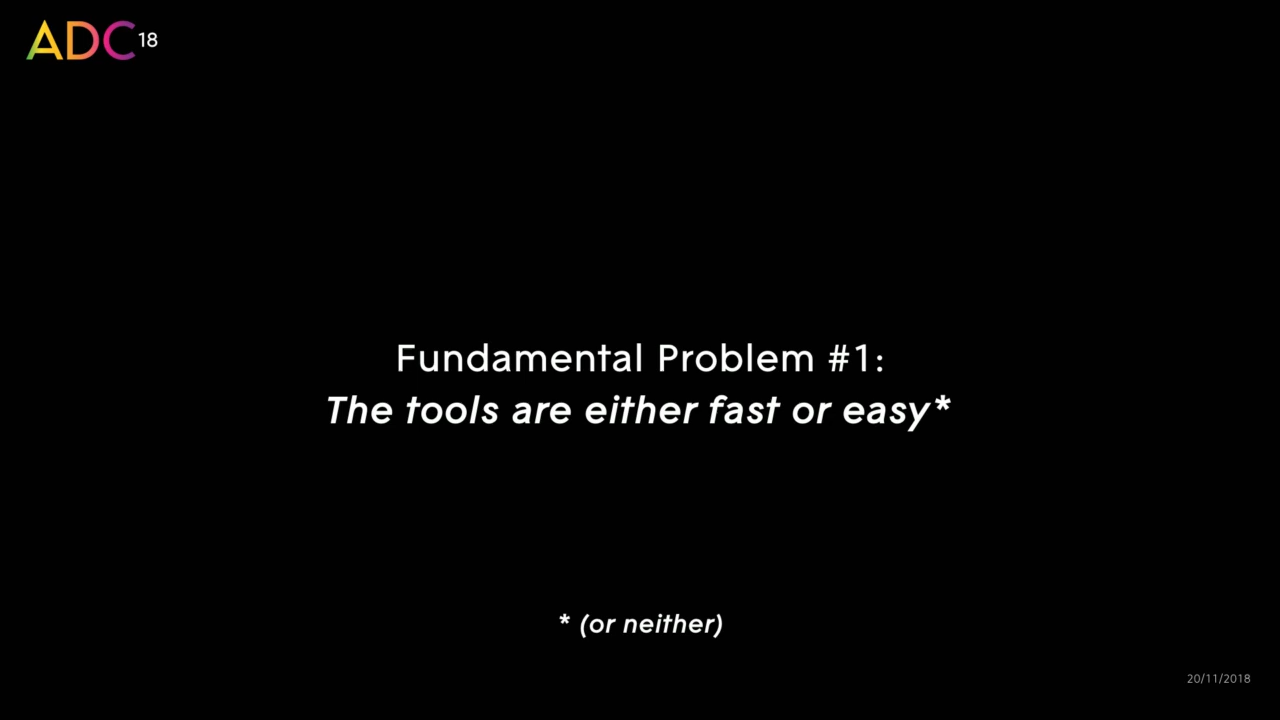 ADC18
Fundamental Problem #1:
The tools are either fast or easy*
* (or neither)
20/11/2018